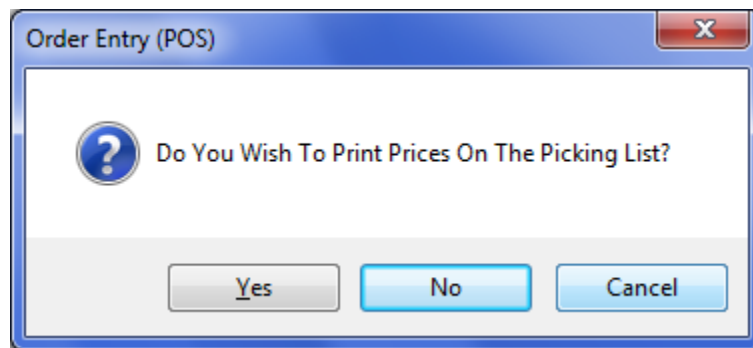 Order Entry (POS)
Do You Wish To Print Prices On The Picking List?
Yes
No
Cancel